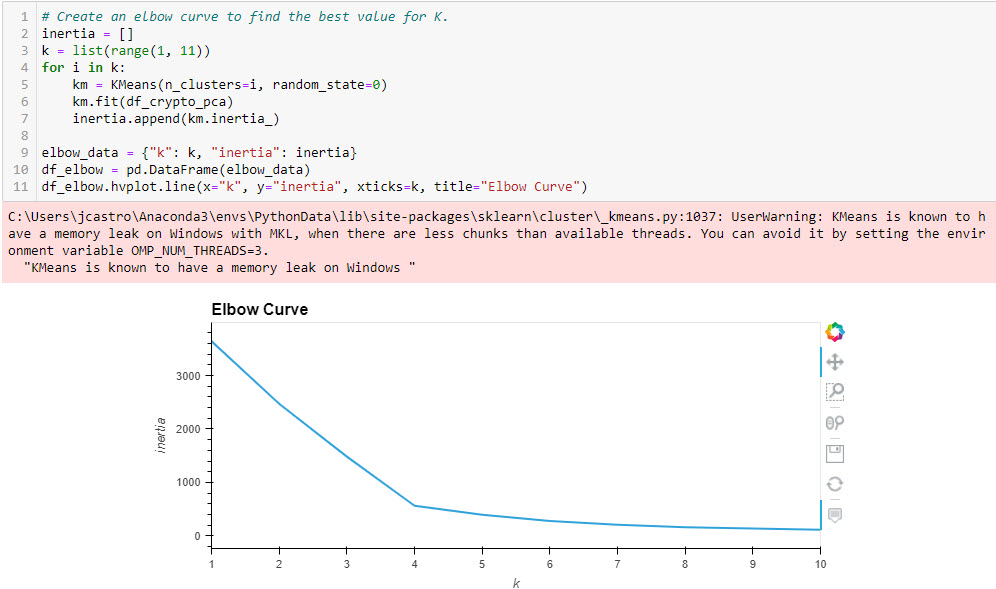 1 # Create an elbow curve to find the best value for K.
2 inertia = []
3 k = list(range(1, 11))
4 for i in k:
5     km = KMeans(n_clusters=i, random_state=0)
6     km.fit(df_crypto_pca)
7     inertia.append(km.inertia_)
8
9 elbow_data = {"k": k, "inertia": inertia}
10 df_elbow = pd.DataFrame(elbow_data)
11 df_elbow.hvplot.line(x="k", y="inertia", xticks=k, title="Elbow Curve")
C:\Users\jcastro\Anaconda3\envs\PythonData\lib\site-packages\sklearn\cluster\_kmeans.py:1037: UserWarning: KMeans is known to h
ave a memory leak on Windows with MKL, when there are less chunks than available threads. You can avoid it by setting the envir
onment variable OMP_NUM_THREADS=3.
  "KMeans is known to have a memory leak on Windows "
Elbow Curve
3000
2000
1000
0
inertia
1 2 3 4 5 6 7 8 9 10
k